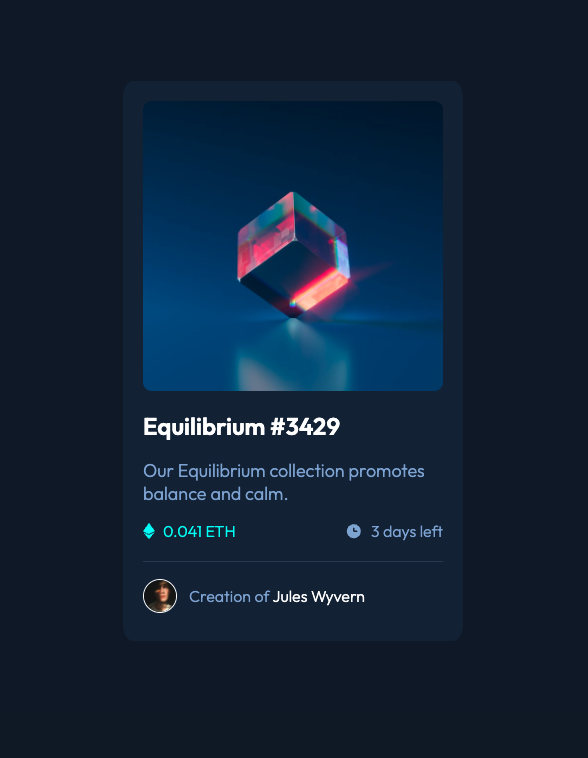 Equilibrium #3429
Our Equilibrium collection promotes
balance and calm.
0.041 ETH
3 days left
Creation of Jules Wyvern